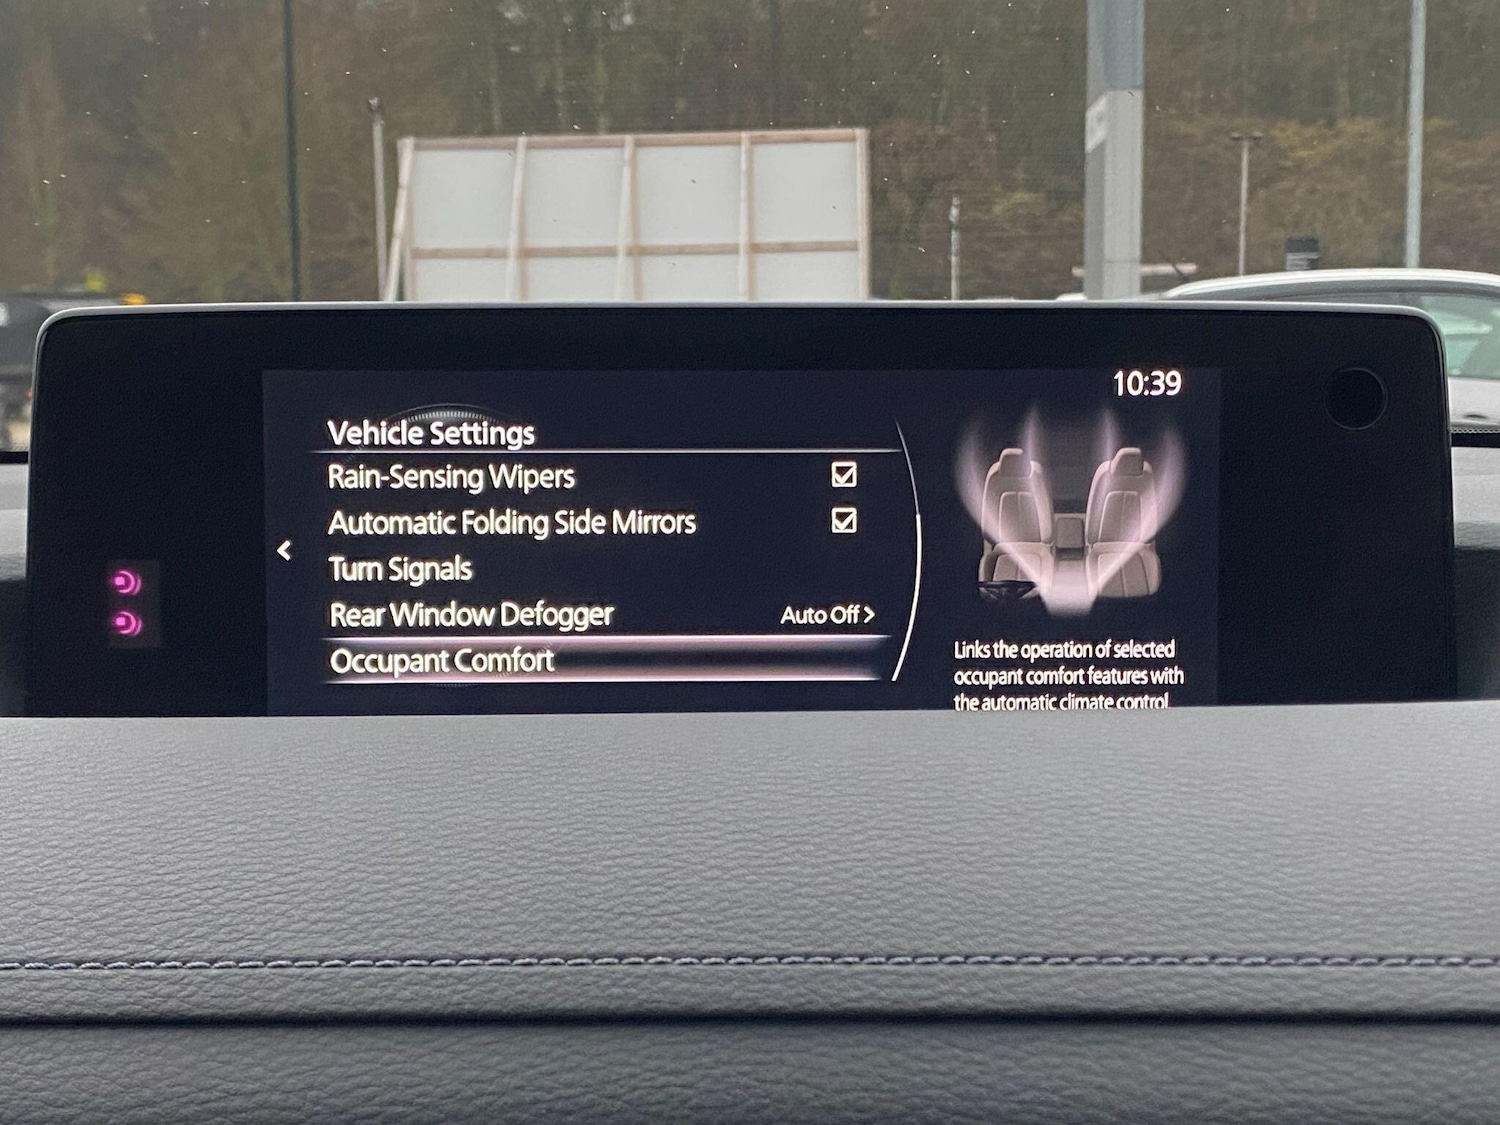 10:39
Vehicle Settings
Rain-Sensing Wipers
Automatic Folding Side Mirrors
Turn Signals
Rear Window Defogger Auto Off
Occupant Comfort
Links the operation of selected
occupant comfort features with
the automatic climate control